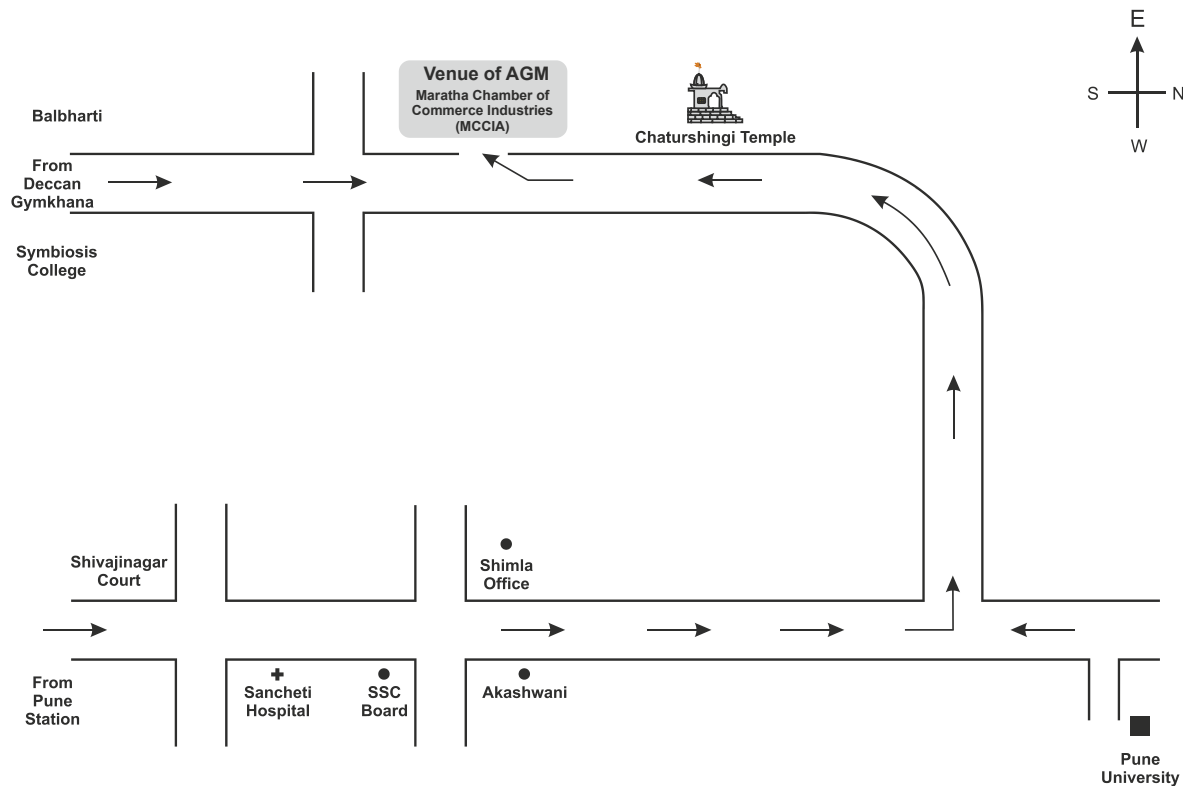 E
S
N
W
Venue of AGM
Maratha Chamber of
Commerce Industries
(MCCIA)
Balbharti
Chaturshingi Temple
From
Deccan
Gymkhana
Symbiosis
College
Shivajinagar
Court
Shimla
Office
From
Pune
Station
Sancheti
Hospital
SSC
Board
Akashwani
Pune
University